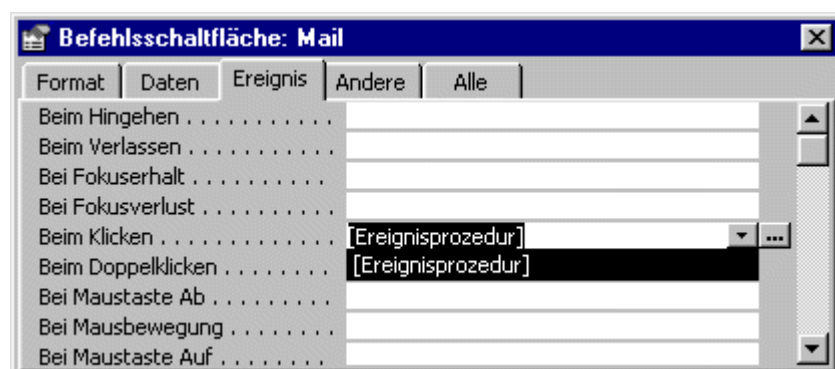 Befehlsschaltfläche: Mail
Format Daten Ereignis Andere Alle
Beim Hingehen . . . . . . . . . . .
Beim Verlassen . . . . . . . . . . .
Bei Fokuserhalt . . . . . . . . . .
Bei Fokusverlust . . . . . . . . .
Beim Klicken . . . . . . . . . . . . . [Ereignisprozedur] ...
Beim Doppelklicken . . . . . . . . [Ereignisprozedur]
Bei Maustaste Ab . . . . . . . . .
Bei Mausbewegung . . . . . . .
Bei Maustaste Auf . . . . . . . .